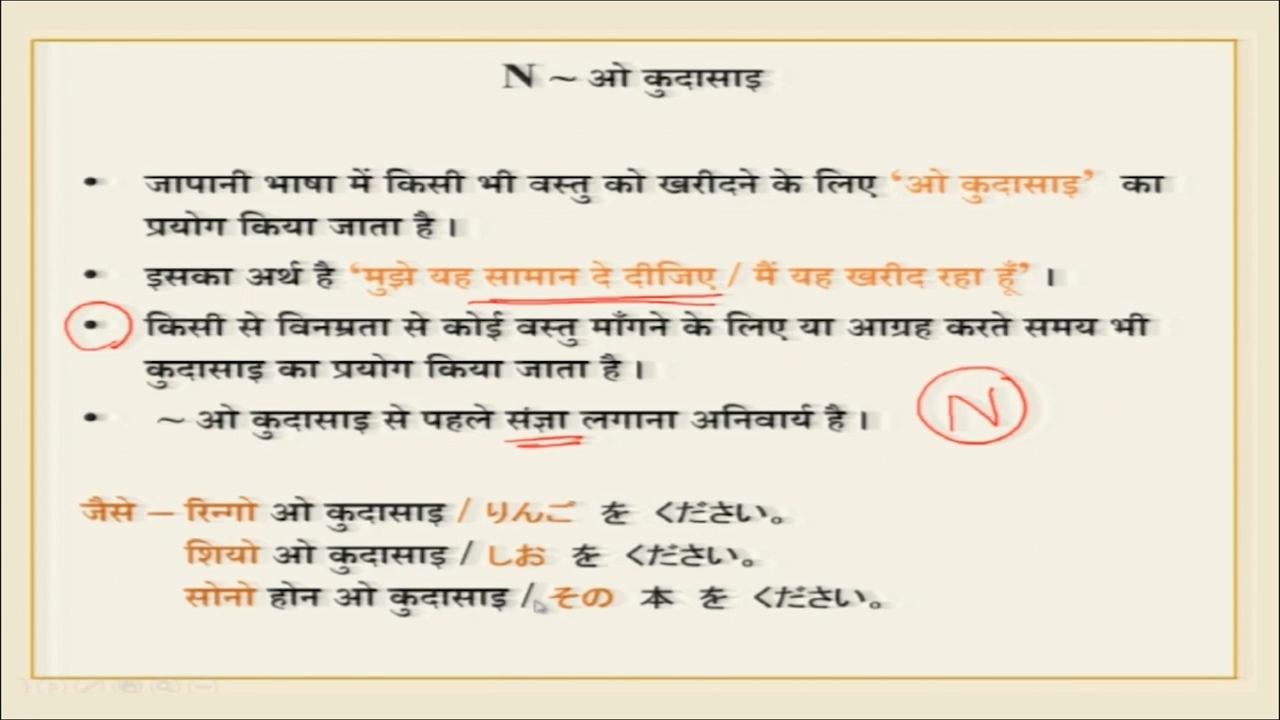 N ~ ओ कुदासाइ
• जापानी भाषा में किसी भी वस्तु को खरीदने के लिए ‘ओ कुदासाइ’ का
प्रयोग किया जाता है ।
• इसका अर्थ है ‘मुझे यह सामान दे दीजिए / मैं यह खरीद रहा हूँ’ ।
• किसी से विनम्रता से कोई वस्तु माँगने के लिए या आग्रह करते समय भी
कुदासाइ का प्रयोग किया जाता है ।
• ~ ओ कुदासाइ से पहले संज्ञा लगाना अनिवार्य है ।
N
जैसे – रिन्गो ओ कुदासाइ / りんご を ください。
शियो ओ कुदासाइ / しお を ください。
सोनो होन ओ कुदासाइ / その 本 を ください。